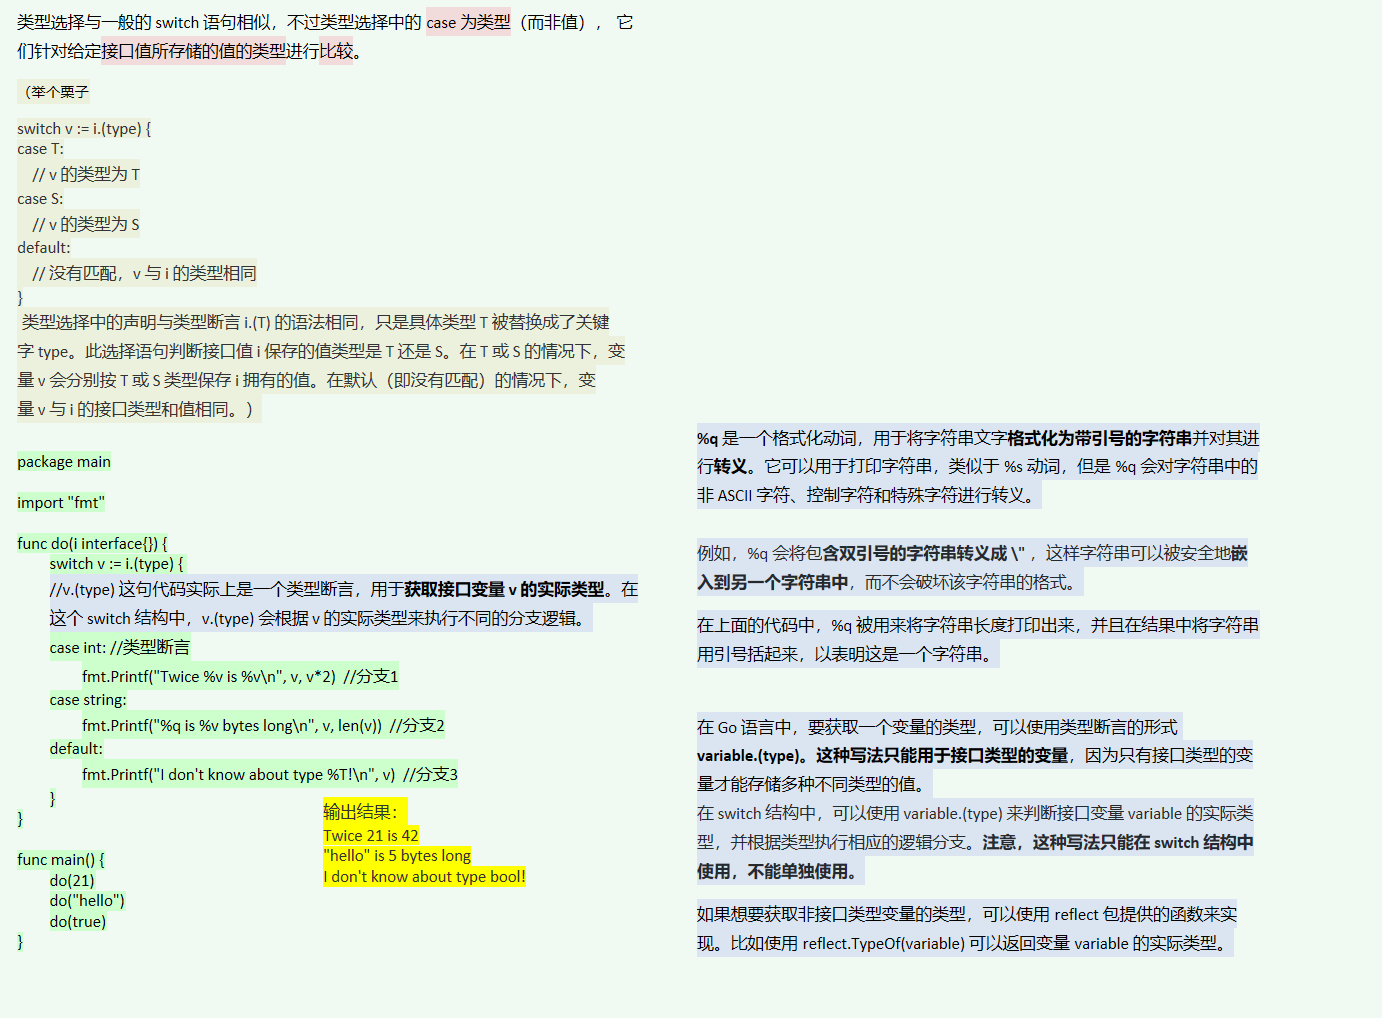 类型选择与一般的 switch 语句相似，不过类型选择中的 case 为类型（而非值）， 它
们针对给定接口值所存储的值的类型进行比较。
（举个栗子
switch v := i.(type) {
case T:
    // v 的类型为 T
case S:
    // v 的类型为 S
default:
    // 没有匹配，v 与 i 的类型相同
}
类型选择中的声明与类型断言 i.(T) 的语法相同，只是具体类型 T 被替换成了关键
字 type。此选择语句判断接口值 i 保存的值类型是 T 还是 S。在 T 或 S 的情况下，变
量 v 会分别按 T 或 S 类型保存 i 拥有的值。在默认（即没有匹配）的情况下，变
量 v 与 i 的接口类型和值相同。）
package main
import "fmt"
func do(i interface{}) {
    switch v := i.(type) {
    //v.(type) 这句代码实际上是一个类型断言，用于获取接口变量 v 的实际类型。在
    这个 switch 结构中，v.(type) 会根据 v 的实际类型来执行不同的分支逻辑。
    case int: //类型断言
        fmt.Printf("Twice %v is %v\n", v, v*2)  //分支1
    case string:
        fmt.Printf("%q is %v bytes long\n", v, len(v))  //分支2
    default:
        fmt.Printf("I don't know about type %T!\n", v)  //分支3
    }
}
func main() {
    do(21)
    do("hello")
    do(true)
}
输出结果：
Twice 21 is 42
"hello" is 5 bytes long
I don't know about type bool!
%q 是一个格式化动词，用于将字符串文字格式化为带引号的字符串并对其进
行转义。它可以用于打印字符串，类似于 %s 动词，但是 %q 会对字符串中的
非 ASCII 字符、控制字符和特殊字符进行转义。
例如，%q 会将包含双引号的字符串转义成 \" ，这样字符串可以被安全地嵌
入到另一个字符串中，而不会破坏该字符串的格式。
在上面的代码中，%q 被用来将字符串长度打印出来，并且在结果中将字符串
用引号括起来，以表明这是一个字符串。
在 Go 语言中，要获取一个变量的类型，可以使用类型断言的形式
variable.(type)。这种写法只能用于接口类型的变量，因为只有接口类型的变
量才能存储多种不同类型的值。
在 switch 结构中，可以使用 variable.(type) 来判断接口变量 variable 的实际类
型，并根据类型执行相应的逻辑分支。注意，这种写法只能在 switch 结构中
使用，不能单独使用。
如果想要获取非接口类型变量的类型，可以使用 reflect 包提供的函数来实
现。比如使用 reflect.TypeOf(variable) 可以返回变量 variable 的实际类型。